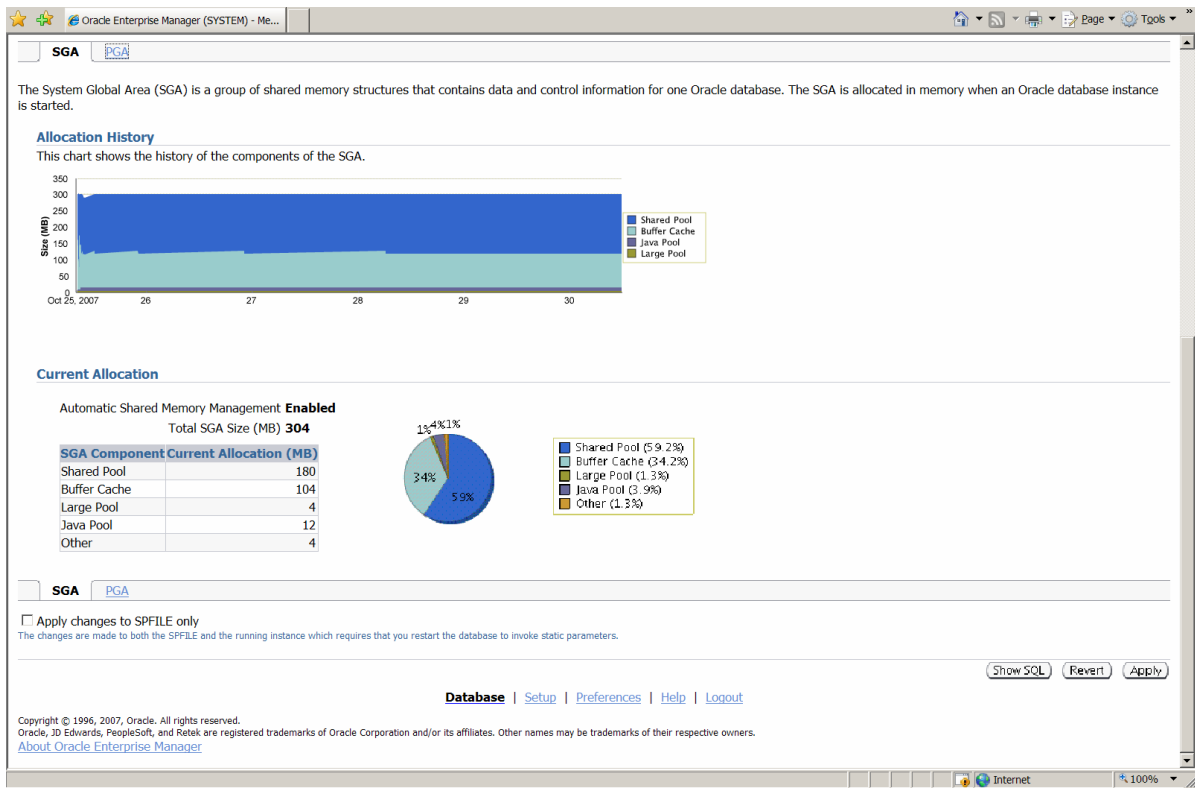 Oracle Enterprise Manager (SYSTEM) - Me...
Page Tools »
SGA PGA
The System Global Area (SGA) is a group of shared memory structures that contains data and control information for one Oracle database. The SGA is allocated in memory when an Oracle database instance
is started.
Allocation History
This chart shows the history of the components of the SGA.
350
300
250
200
150
100
50
0
Size (MB)
Oct 25, 2007 26 27 28 29 30
Shared Pool
Buffer Cache
Java Pool
Large Pool
Current Allocation
Automatic Shared Memory Management Enabled
Total SGA Size (MB) 304
SGA Component Current Allocation (MB)
Shared Pool 180
Buffer Cache 104
Large Pool 4
Java Pool 12
Other 4
1% 4% 1%
34%
59%
Shared Pool (59.2%)
Buffer Cache (34.2%)
Large Pool (1.3%)
Java Pool (3.9%)
Other (1.3%)
SGA PGA
Apply changes to SPFILE only
The changes are made to both the SPFILE and the running instance which requires that you restart the database to invoke static parameters.
Show SQL Revert Apply
Database | Setup | Preferences | Help | Logout
Copyright © 1996, 2007, Oracle. All rights reserved.
Oracle, JD Edwards, PeopleSoft, and Retek are registered trademarks of Oracle Corporation and/or its affiliates. Other names may be trademarks of their respective owners.
About Oracle Enterprise Manager
Internet 100%